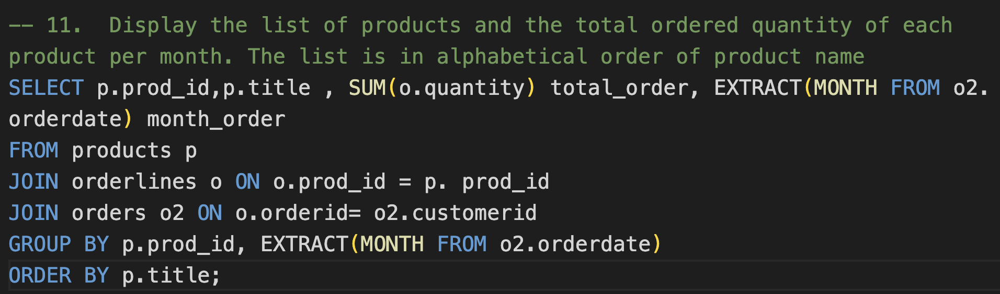 -- 11.  Display the list of products and the total ordered quantity of each
product per month. The list is in alphabetical order of product name
SELECT p.prod_id,p.title , SUM(o.quantity) total_order, EXTRACT(MONTH FROM o2.
orderdate) month_order
FROM products p
JOIN orderlines o ON o.prod_id = p. prod_id
JOIN orders o2 ON o.orderid= o2.customerid
GROUP BY p.prod_id, EXTRACT(MONTH FROM o2.orderdate)
ORDER BY p.title;